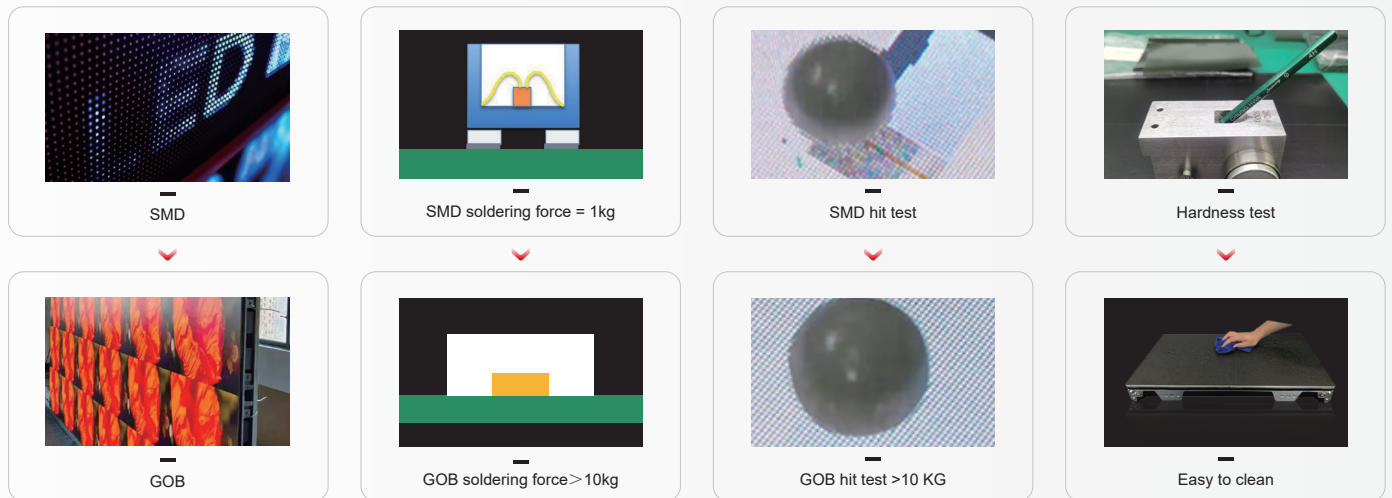 LED
SMD
SMD soldering force = 1kg
SMD hit test
Hardness test
GOB
GOB soldering force＞10kg
GOB hit test >10 KG
Easy to clean